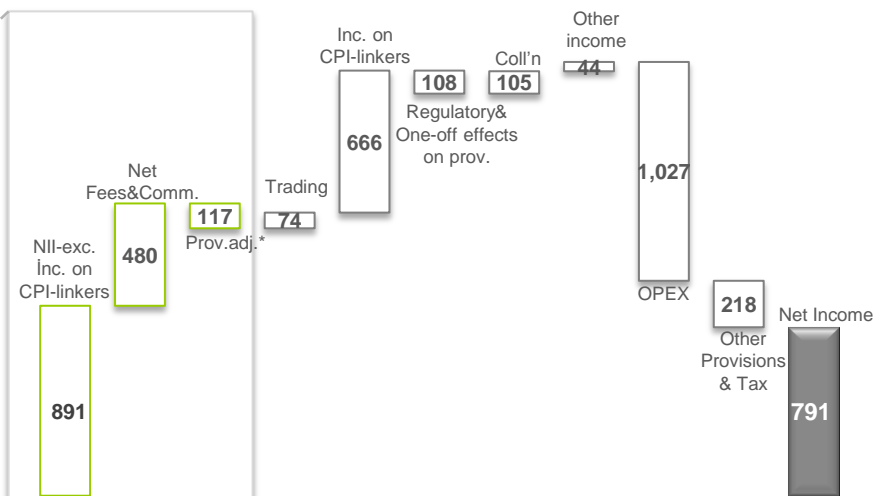 NII-exc.
İnc. on
CPI-linkers
891
Net
Fees&Comm.
480
117
Prov.adj.*
Trading
74
Inc. on
CPI-linkers
666
108
Regulatory&
One-off effects
on prov.
Coll’n
105
Other
income
44
1,027
OPEX
218
Other
Provisions
& Tax
Net Income
791